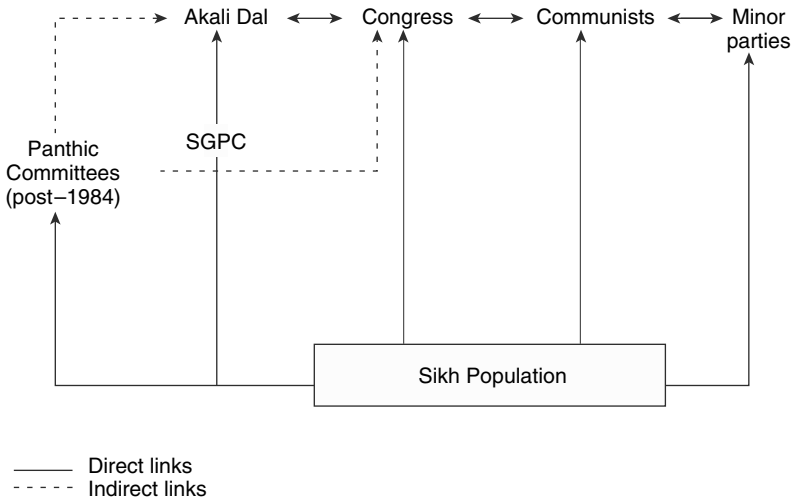 Akali Dal
Congress
Communists
Minor
parties
SGPC
Panthic
Committees
(post–1984)
Sikh Population
Direct links
Indirect links